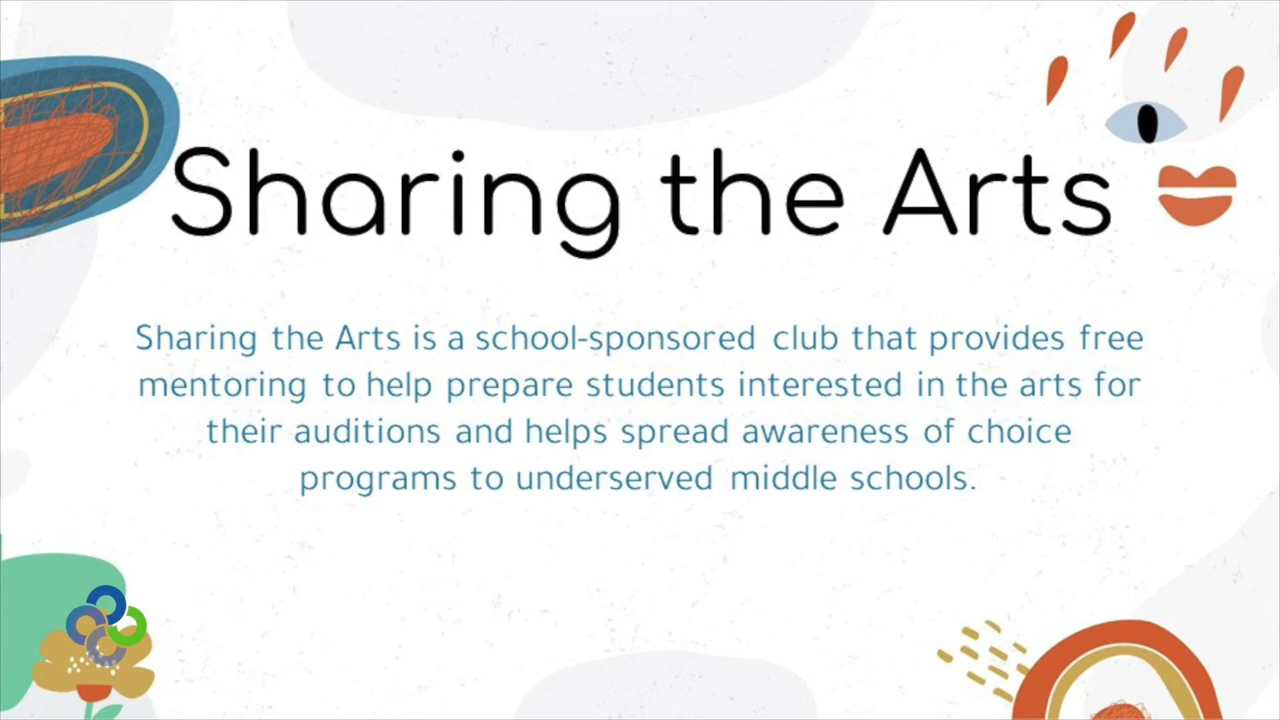 Sharing the Arts
Sharing the Arts is a school-sponsored club that provides free
mentoring to help prepare students interested in the arts for
their auditions and helps spread awareness of choice
programs to underserved middle schools.